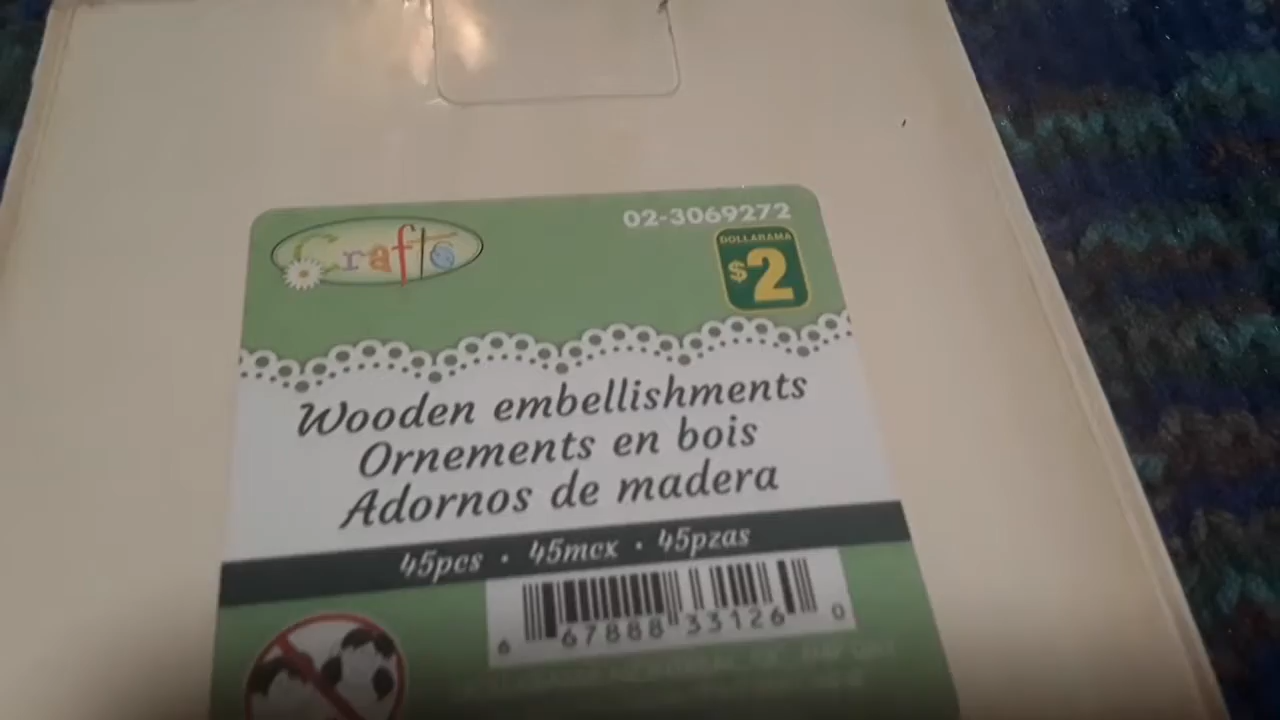 Crafts
02-3069272
DOLLARAMA
$2
Wooden embellishments
Ornements en bois
Adornos de madera
45pcs · 45mcx · 45pzas
6 67888 33126 0